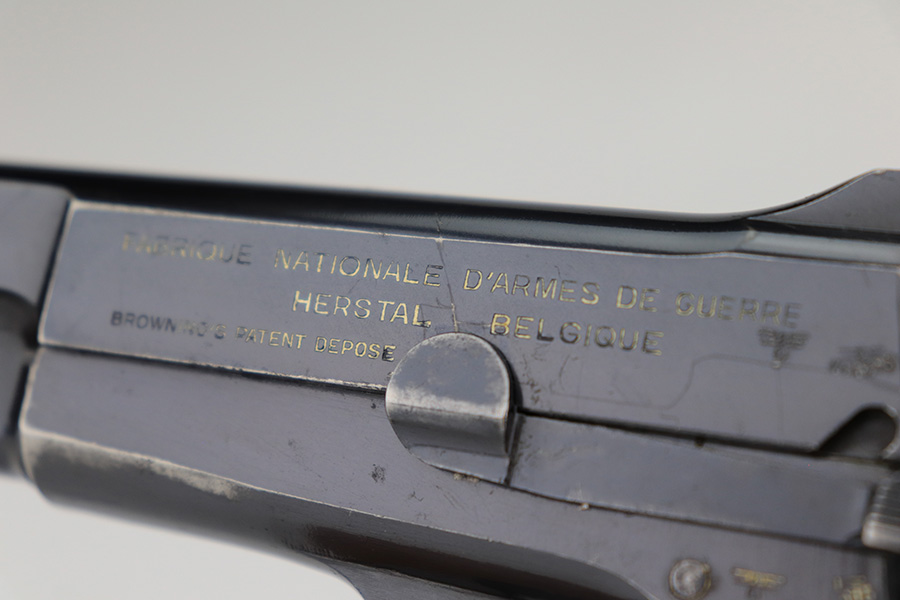 FABRIQUE NATIONALE D'ARMES DE GUERRE
HERSTAL BELGIQUE
BROWNING'S PATENT DEPOSE